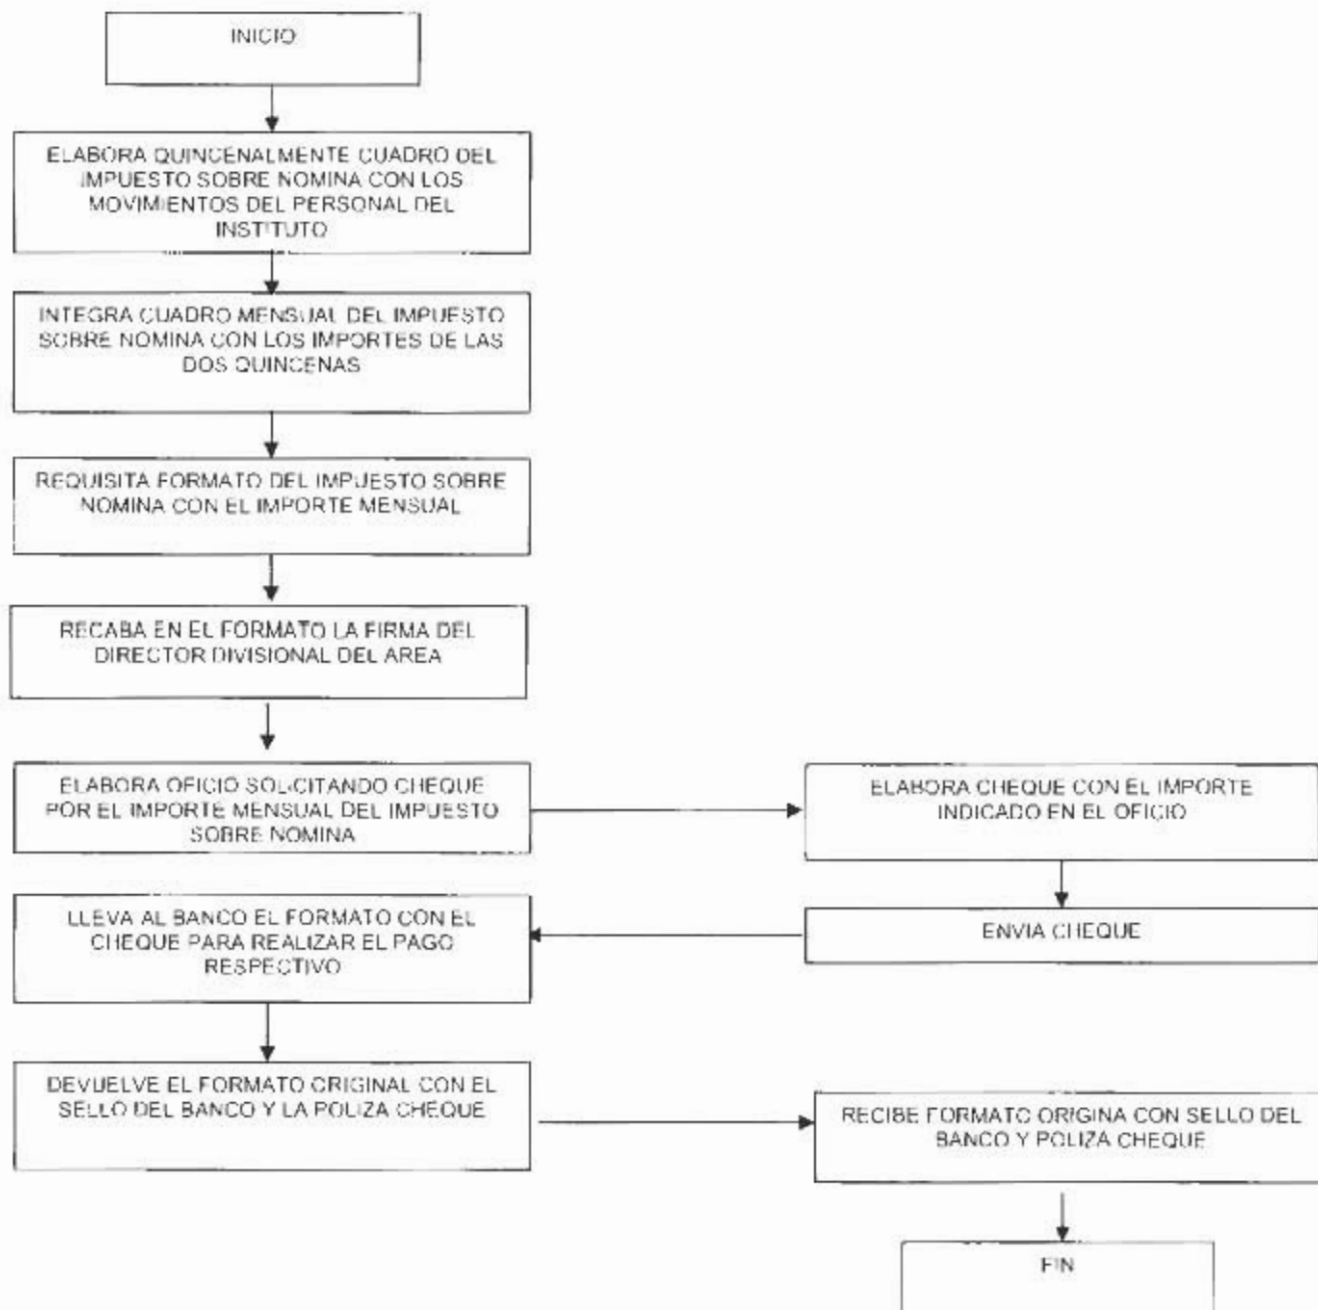 INICIO
ELABORA QUINCENALMENTE CUADRO DEL
IMPUESTO SOBRE NOMINA CON LOS
MOVIMIENTOS DEL PERSONAL DEL
INSTITUTO
INTEGRA CUADRO MENSUAL DEL IMPUESTO
SOBRE NOMINA CON LOS IMPORTES DE LAS
DOS QUINCENAS
REQUISITA FORMATO DEL IMPUESTO SOBRE
NOMINA CON EL IMPORTE MENSUAL
RECABA EN EL FORMATO LA FIRMA DEL
DIRECTOR DIVISIONAL DEL AREA
ELABORA OFICIO SOLICITANDO CHEQUE
POR EL IMPORTE MENSUAL DEL IMPUESTO
SOBRE NOMINA
ELABORA CHEQUE CON EL IMPORTE
INDICADO EN EL OFICIO
ENVIA CHEQUE
LLEVA AL BANCO EL FORMATO CON EL
CHEQUE PARA REALIZAR EL PAGO
RESPECTIVO
DEVUELVE EL FORMATO ORIGINAL CON EL
SELLO DEL BANCO Y LA POLIZA CHEQUE
RECIBE FORMATO ORIGINA CON SELLO DEL
BANCO Y POLIZA CHEQUE
FIN